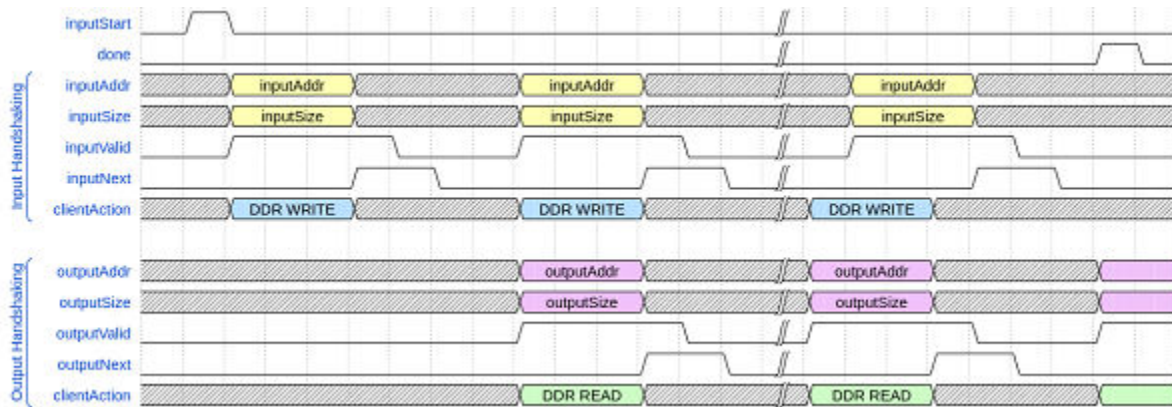 inputStart
done
Input Handshaking
inputAddr inputAddr inputAddr inputAddr
inputSize inputSize inputSize inputSize
inputValid
inputNext
clientAction DDR WRITE DDR WRITE DDR WRITE
Output Handshaking
outputAddr outputAddr outputAddr
outputSize outputSize outputSize
outputValid
outputNext
clientAction DDR READ DDR READ